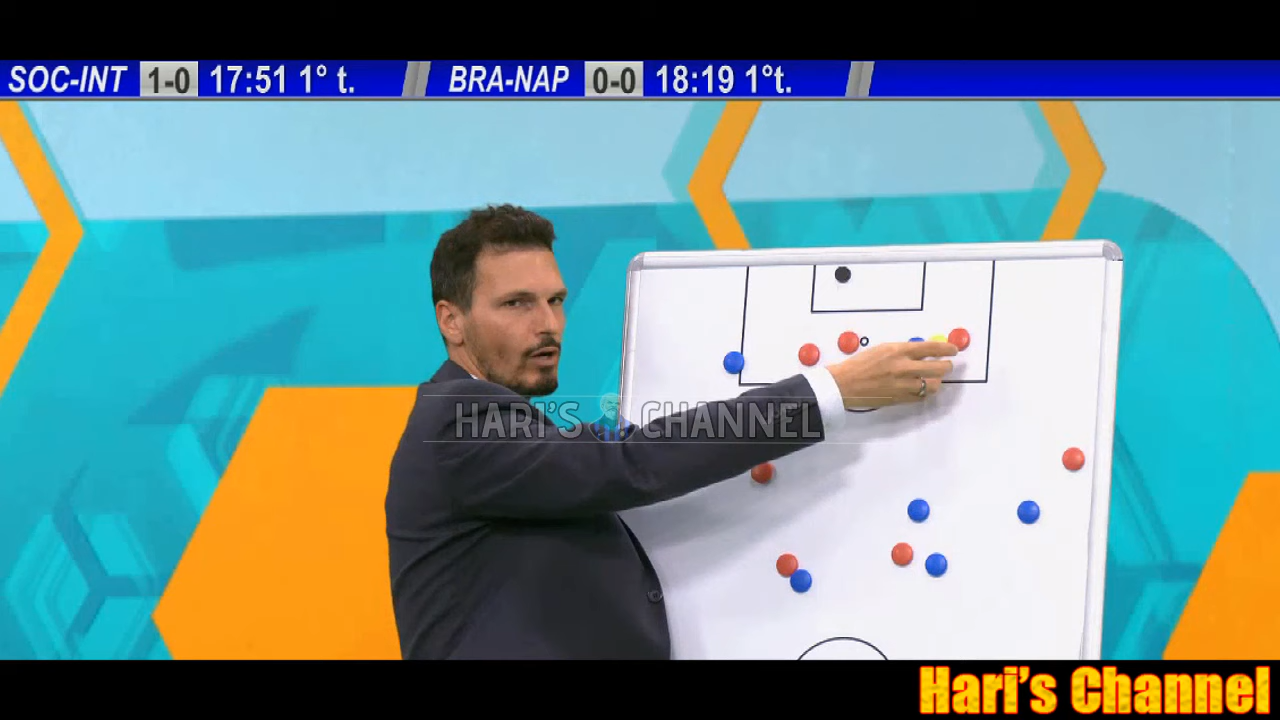 SOC-INT 1-0 17:51 1° t. BRA-NAP 0-0 18:19 1°t.
HARI'S CHANNEL
Hari's Channel